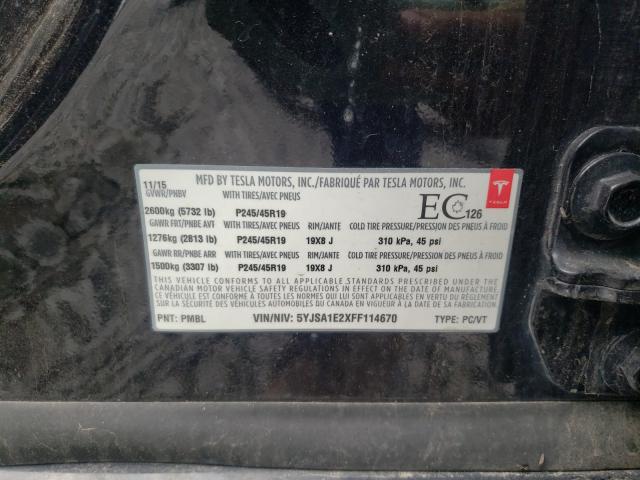 11/15 MFD BY TESLA MOTORS, INC./FABRIQUÉ PAR TESLA MOTORS, INC.
GVWR/PNBV WITH TIRES/AVEC PNEUS
2600kg (5732 lb) P245/45R19 EC 126
GAWR FRT/PNBE AVT WITH TIRES/AVEC PNEUS RIM/JANTE COLD TIRE PRESSURE/PRESSION DES PNEUS À FROID
1276kg (2813 lb) P245/45R19 19X8 J 310 kPa, 45 psi
GAWR RR/PNBE ARR WITH TIRES/AVEC PNEUS RIM/JANTE COLD TIRE PRESSURE/PRESSION DES PNEUS À FROID
1500kg (3307 lb) P245/45R19 19X8 J 310 kPa, 45 psi
THIS VEHICLE CONFORMS TO ALL APPLICABLE STANDARDS PRESCRIBED UNDER THE
CANADIAN MOTOR VEHICLE SAFETY REGULATIONS IN EFFECT ON THE DATE OF MANUFACTURE
CE VÉHICULE EST CONFORME À TOUTES LES NORMES QUI LUI SONT APPLICABLES EN VERTU DU RÈGLEMENT SUR LA
SÉCURITÉ DES VÉHICULES AUTOMOBILES DU CANADA EN VIGUEUR À LA DATE DE SA FABRICATION
PNT: PMBL VIN/NIV: 5YJSA1E2XFF114670 TYPE: PC/VT
TESLA